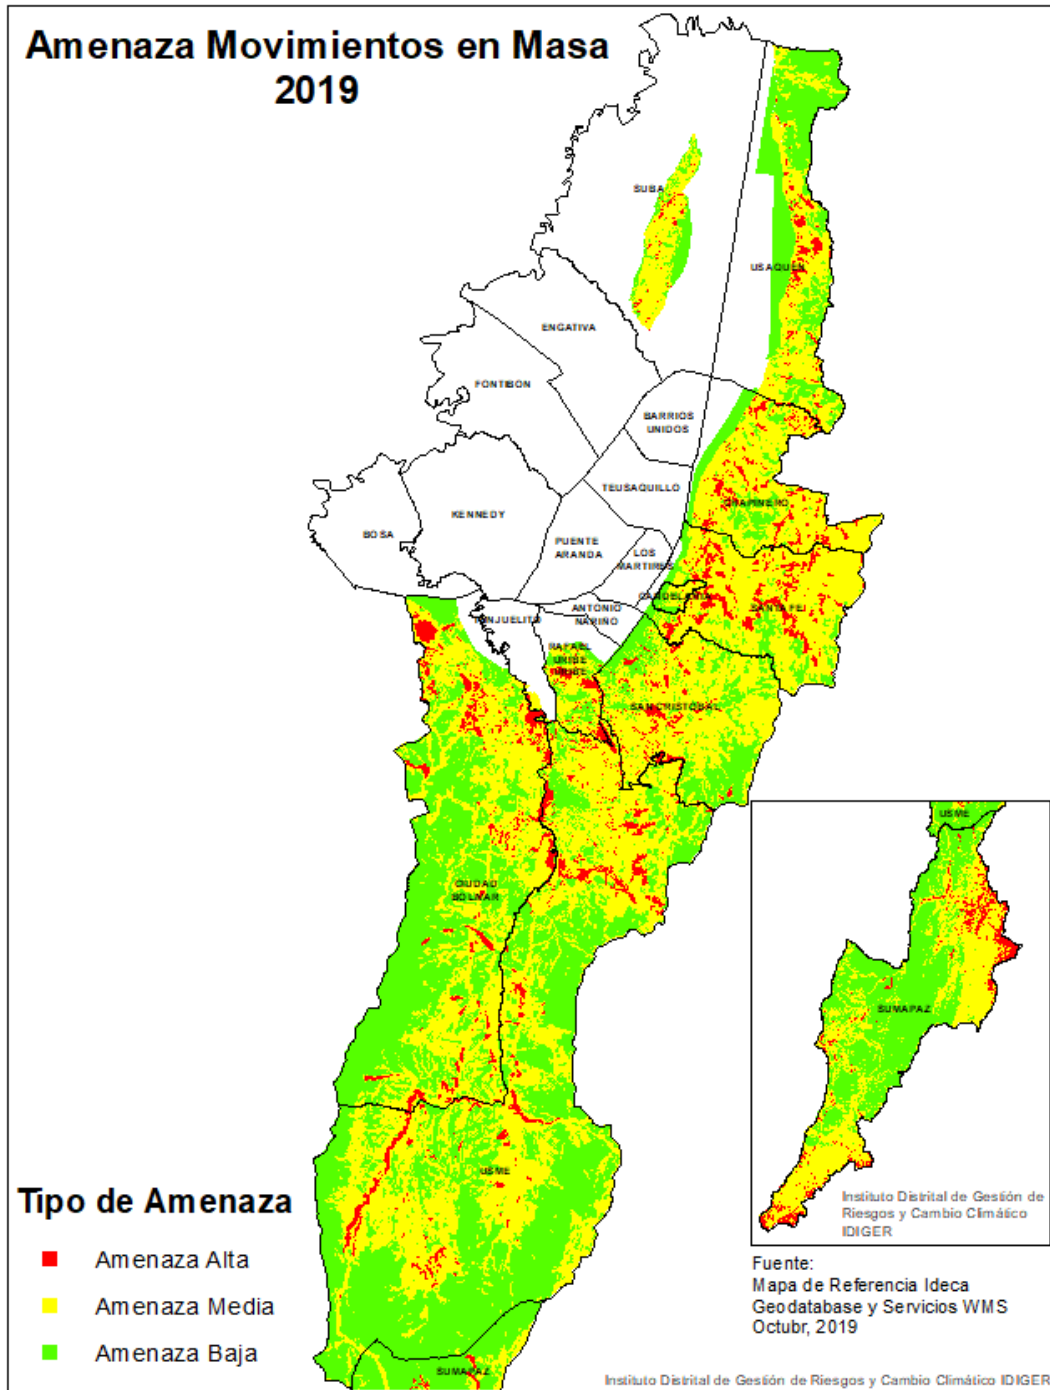 Amenaza Movimientos en Masa
2019
SUBA
USAQUEN
ENGATIVA
FONTIBON
BARRIOS
UNIDOS
TEUSAQUILLO
CHAPINERO
KENNEDY
BOSA
PUENTE
ARANDA
LOS
MARTIRES
CANDELARIA
SANTA FE
ANTONIO
NARIÑO
TUNJUELITO
RAFAEL
URIBE
URIBE
SAN CRISTOBAL
CIUDAD
BOLIVAR
USME
SUMAPAZ
USME
SUMAPAZ
Instituto Distrital de Gestión de
Riesgos y Cambio Climático
IDIGER
Tipo de Amenaza
Amenaza Alta
Amenaza Media
Amenaza Baja
Fuente:
Mapa de Referencia Ideca
Geodatabase y Servicios WMS
Octubr, 2019
Instituto Distrital de Gestión de Riesgos y Cambio Climático IDIGER